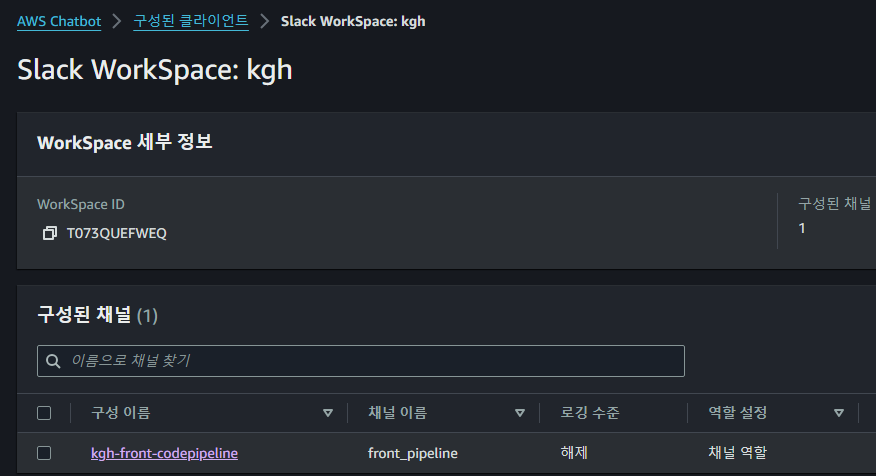 AWS Chatbot > 구성된 클라이언트 > Slack WorkSpace: kgh
Slack WorkSpace: kgh
WorkSpace 세부 정보
WorkSpace ID
T073QUEFWEQ
구성된 채널
1
구성된 채널 (1)
이름으로 채널 찾기
구성 이름 채널 이름 로깅 수준 역할 설정
kgh-front-codepipeline front_pipeline 해제 채널 역할